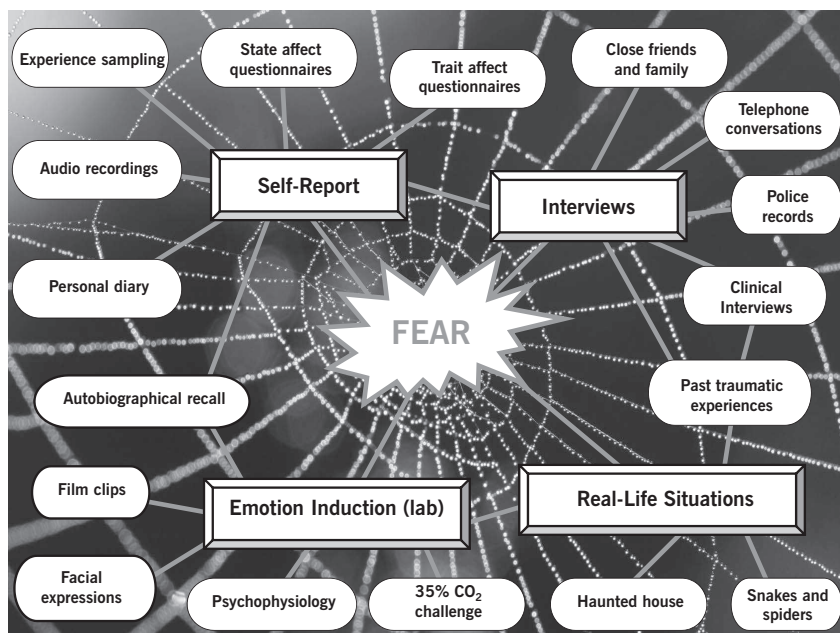 Experience sampling
State affect
questionnaires
Trait affect
questionnaires
Close friends
and family
Telephone
conversations
Audio recordings
Self-Report
Interviews
Police
records
Personal diary
Clinical
Interviews
FEAR
Autobiographical recall
Past traumatic
experiences
Film clips
Emotion Induction (lab)
Real-Life Situations
Facial
expressions
Psychophysiology
35% CO₂
challenge
Haunted house
Snakes and
spiders